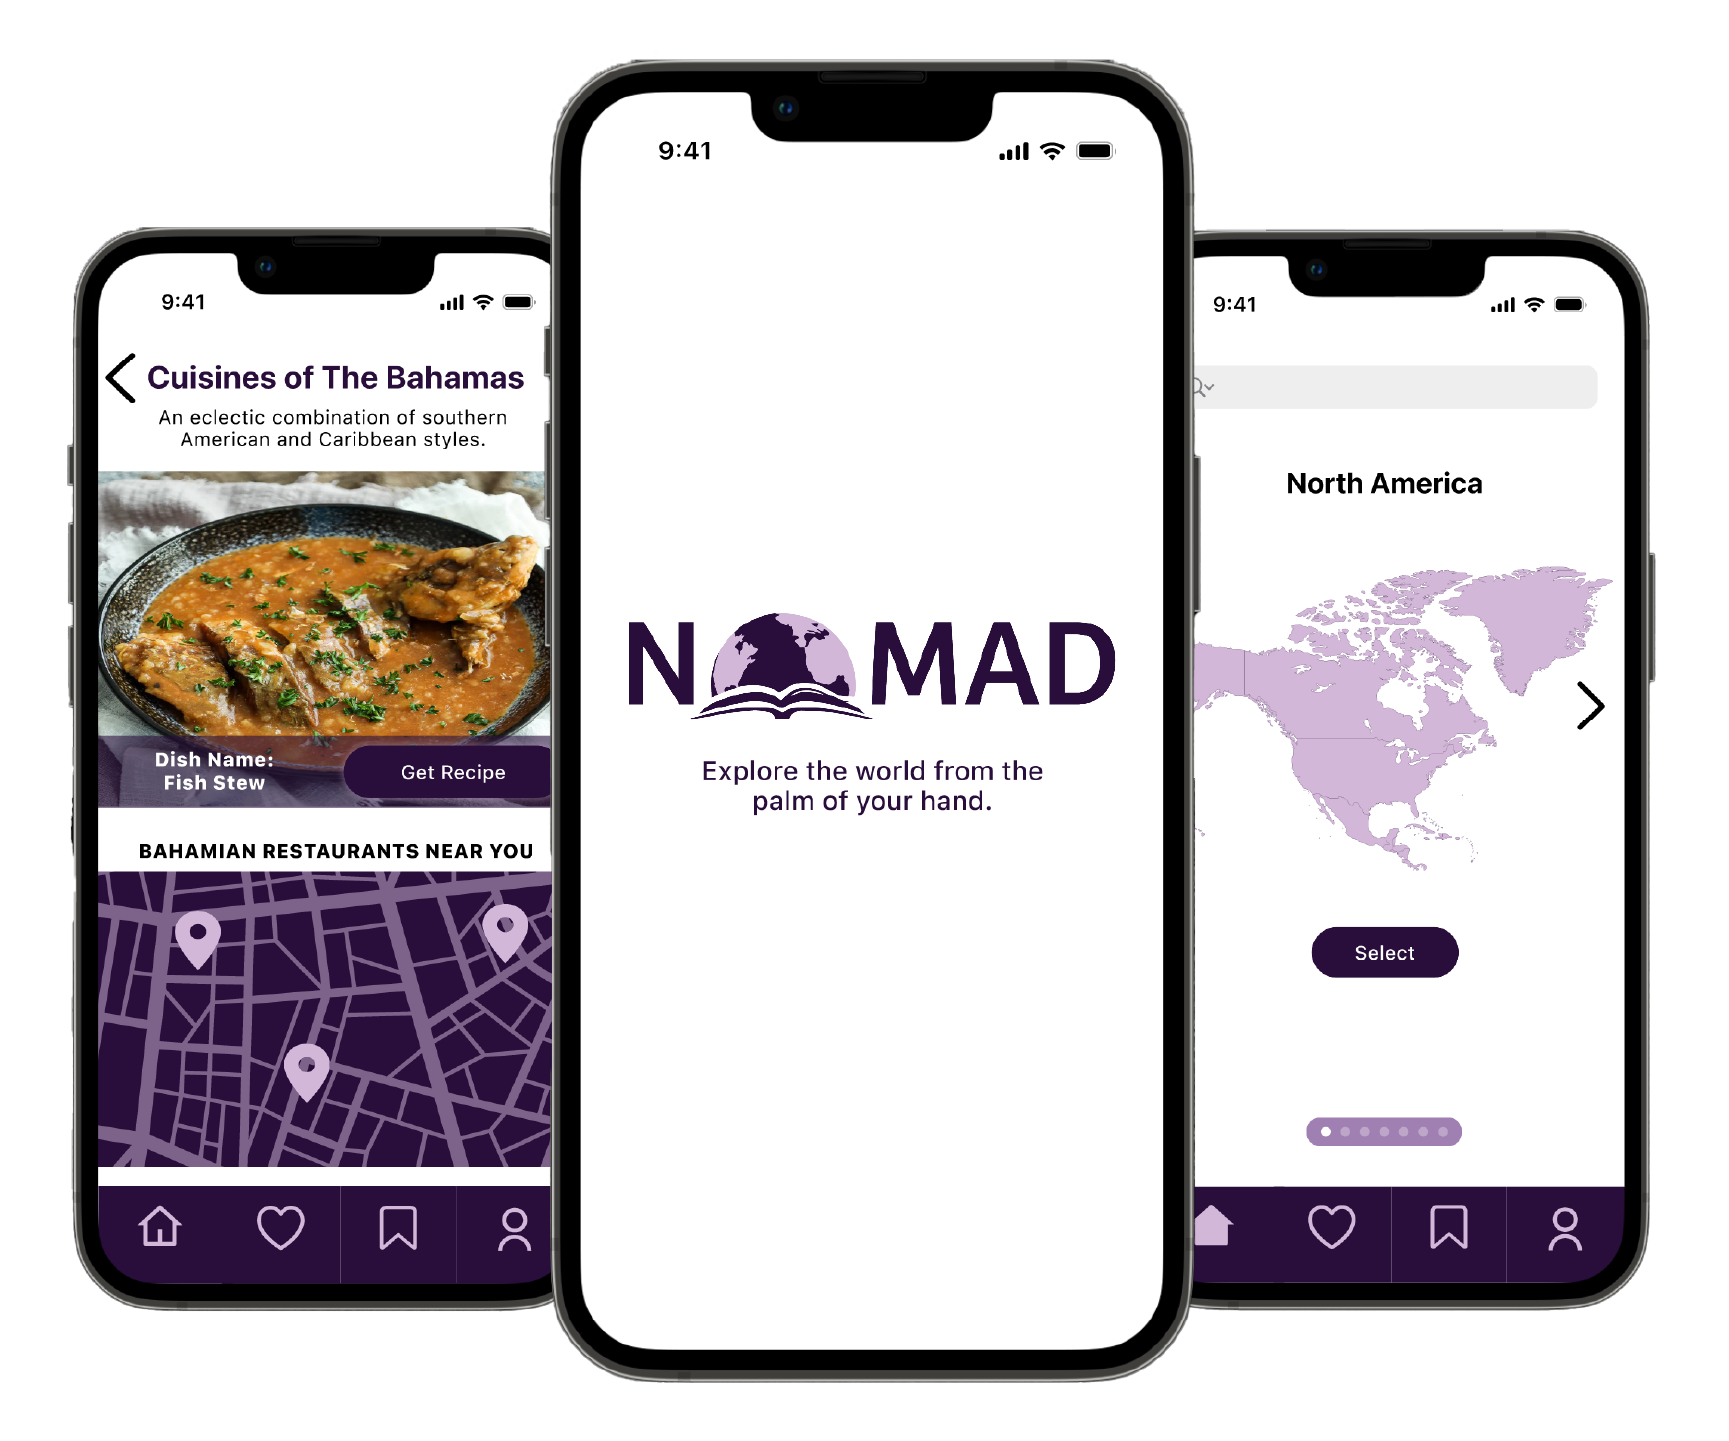 9:41
Cuisines of The Bahamas
An eclectic combination of southern
American and Caribbean styles.
Dish Name:
Fish Stew
Get Recipe
BAHAMIAN RESTAURANTS NEAR YOU
9:41
NOMAD
Explore the world from the
palm of your hand.
9:41
North America
Select